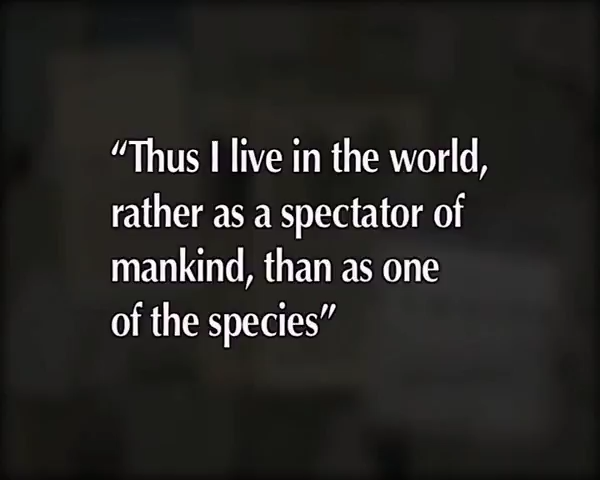 “Thus I live in the world,
rather as a spectator of
mankind, than as one
of the species”